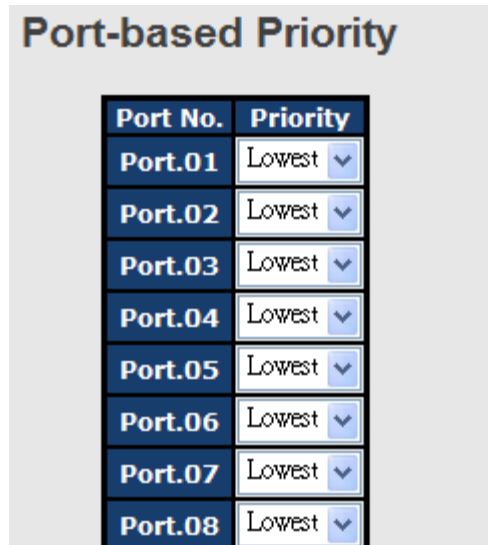 Port-based Priority
Port No. Priority
Port.01 Lowest
Port.02 Lowest
Port.03 Lowest
Port.04 Lowest
Port.05 Lowest
Port.06 Lowest
Port.07 Lowest
Port.08 Lowest